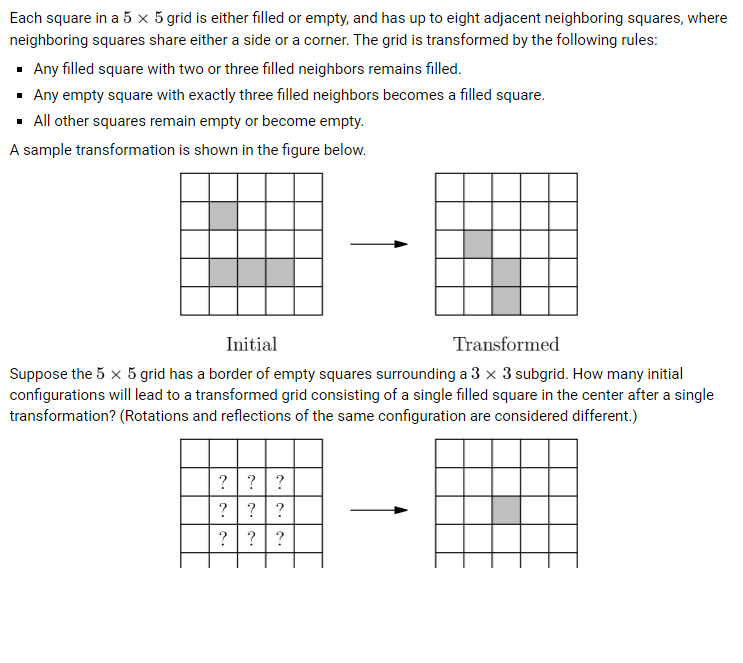 Each square in a 5 × 5 grid is either filled or empty, and has up to eight adjacent neighboring squares, where
neighboring squares share either a side or a corner. The grid is transformed by the following rules:
▪ Any filled square with two or three filled neighbors remains filled.
▪ Any empty square with exactly three filled neighbors becomes a filled square.
▪ All other squares remain empty or become empty.
A sample transformation is shown in the figure below.
Initial Transformed
Suppose the 5 × 5 grid has a border of empty squares surrounding a 3 × 3 subgrid. How many initial
configurations will lead to a transformed grid consisting of a single filled square in the center after a single
transformation? (Rotations and reflections of the same configuration are considered different.)
? ? ?
? ? ?
? ? ?